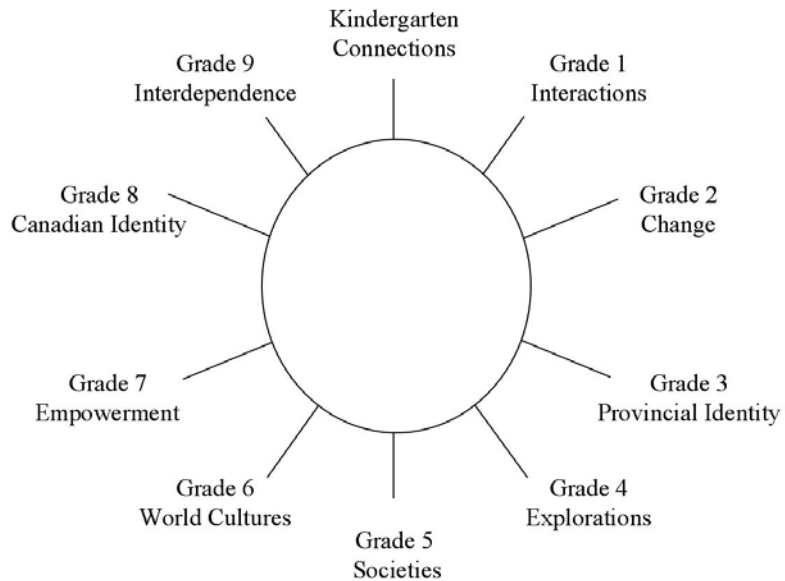 Kindergarten
Connections
Grade 1
Interactions
Grade 2
Change
Grade 3
Provincial Identity
Grade 4
Explorations
Grade 5
Societies
Grade 6
World Cultures
Grade 7
Empowerment
Grade 8
Canadian Identity
Grade 9
Interdependence